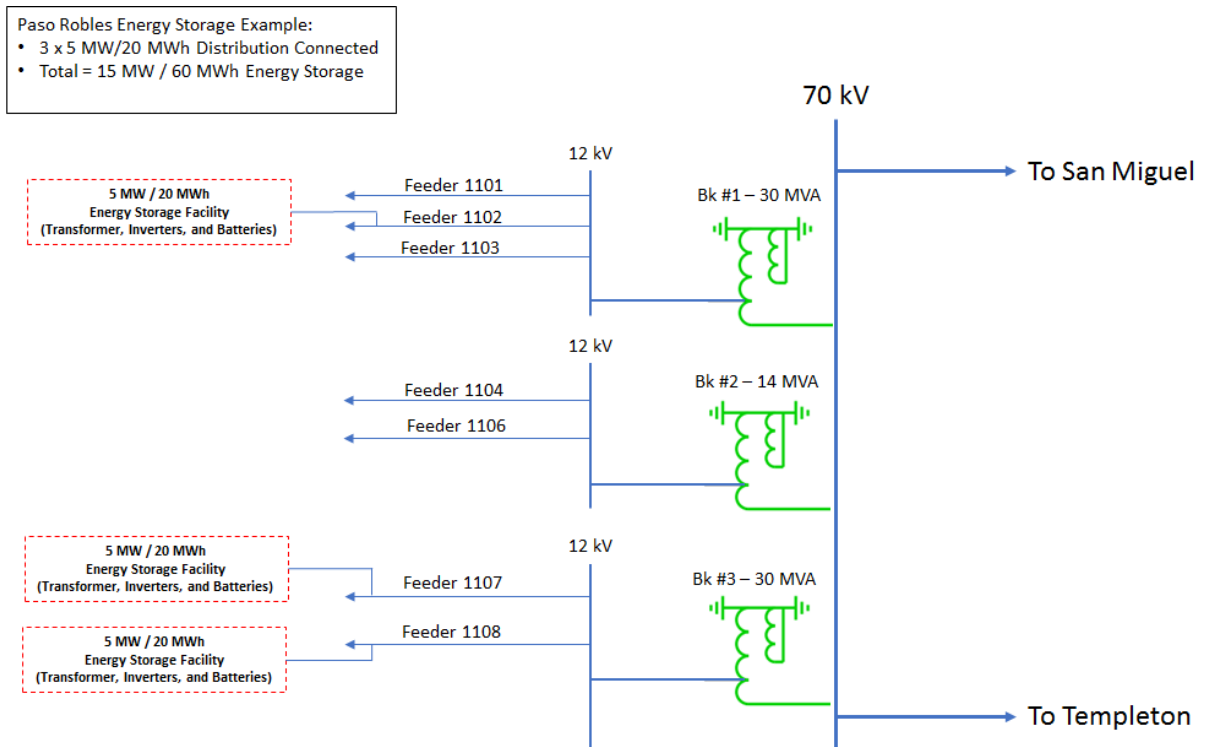 Paso Robles Energy Storage Example:
• 3 x 5 MW/20 MWh Distribution Connected
• Total = 15 MW / 60 MWh Energy Storage
70 kV
12 kV
To San Miguel
5 MW / 20 MWh
Energy Storage Facility
(Transformer, Inverters, and Batteries)
Feeder 1101
Feeder 1102
Feeder 1103
Bk #1 – 30 MVA
12 kV
Feeder 1104
Feeder 1106
Bk #2 – 14 MVA
12 kV
5 MW / 20 MWh
Energy Storage Facility
(Transformer, Inverters, and Batteries)
Feeder 1107
Bk #3 – 30 MVA
Feeder 1108
5 MW / 20 MWh
Energy Storage Facility
(Transformer, Inverters, and Batteries)
To Templeton